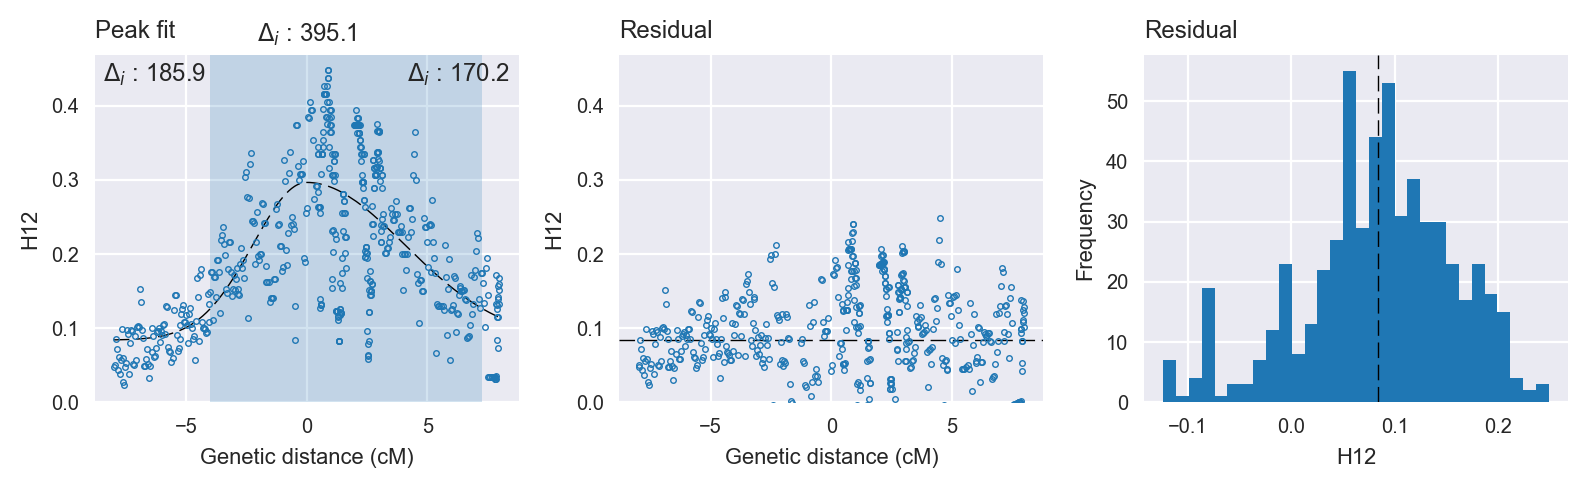 Peak fit
Δi : 395.1
Δi : 185.9
Δi : 170.2
H12
0.4
0.3
0.2
0.1
0.0
−5
0
5
Genetic distance (cM)
Residual
H12
0.4
0.3
0.2
0.1
0.0
−5
0
5
Genetic distance (cM)
Residual
Frequency
50
40
30
20
10
0
−0.1
0.0
0.1
0.2
H12